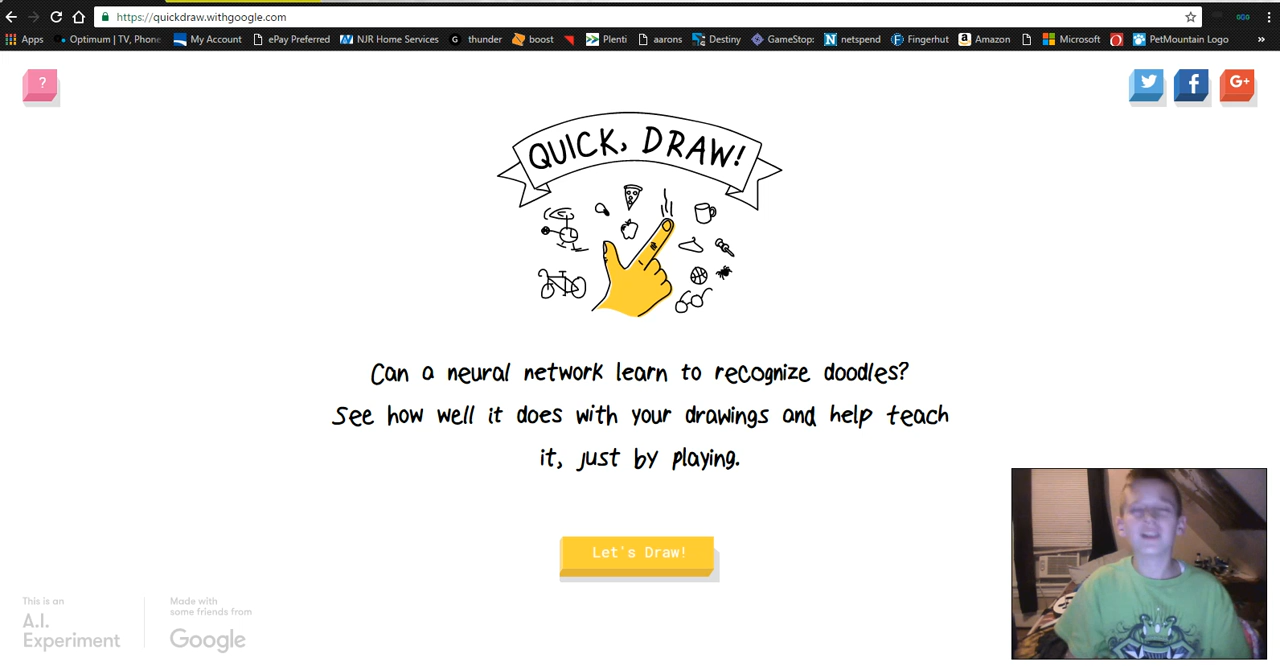 https://quickdraw.withgoogle.com
Apps Optimum | TV, Phone My Account ePay Preferred NJR Home Services thunder boost Plenti aarons Destiny GameStop: netspend Fingerhut Amazon Microsoft PetMountain Logo »
?
G+
QUICK, DRAW!
Can a neural network learn to recognize doodles?
See how well it does with your drawings and help teach
it, just by playing.
Let's Draw!
This is an
A.I.
Experiment
Made with
some friends from
Google